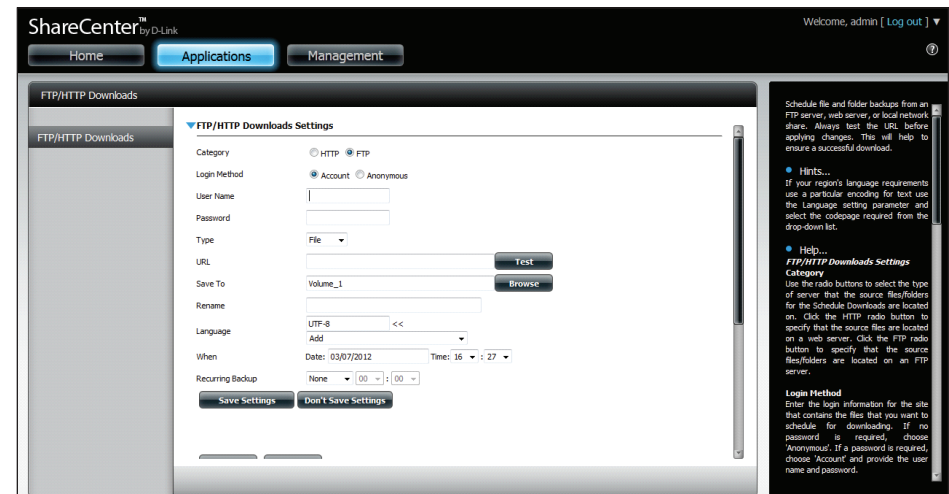 ShareCenter™ by D-Link
Welcome, admin [ Log out ] ▼
Home Applications Management
?
FTP/HTTP Downloads
FTP/HTTP Downloads
FTP/HTTP Downloads Settings
Category HTTP FTP
Login Method Account Anonymous
User Name
Password
Type File
URL Test
Save To Volume_1 Browse
Rename
Language UTF-8 <<
Add
When Date: 03/07/2012 Time: 16 : 27
Recurring Backup None 00 : 00
Save Settings Don't Save Settings
Schedule file and folder backups from an
FTP server, web server, or local network
share. Always test the URL before
applying changes. This will help to
ensure a successful download.
Hints...
If your region's language requirements
use a particular encoding for text use
the Language setting parameter and
select the codepage required from the
drop-down list.
Help...
FTP/HTTP Downloads Settings
Category
Use the radio buttons to select the type
of server that the source files/folders
for the Schedule Downloads are located
on. Click the HTTP radio button to
specify that the source files are located
on a web server. Click the FTP radio
button to specify that the source
files/folders are located on an FTP
server.
Login Method
Enter the login information for the site
that contains the files that you want to
schedule for downloading. If no
password is required, choose
'Anonymous'. If a password is required,
choose 'Account' and provide the user
name and password.